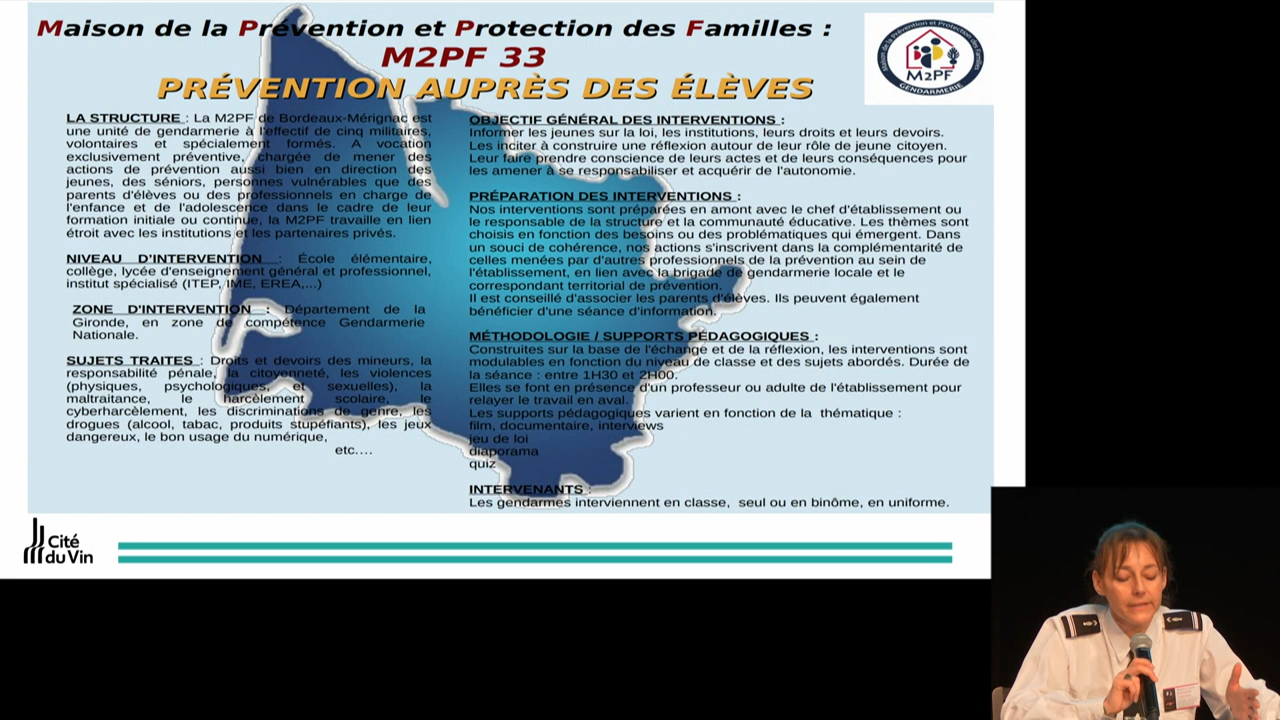 Maison de la Prévention et Protection des Familles :
M2PF 33
PRÉVENTION AUPRÈS DES ÉLÈVES
M2PF
GENDARMERIE
LA STRUCTURE : La M2PF de Bordeaux-Mérignac est
une unité de gendarmerie à l'effectif de cinq militaires,
volontaires et spécialement formés. A vocation
exclusivement préventive, chargée de mener des
actions de prévention aussi bien en direction des
jeunes, des séniors, personnes vulnérables que des
parents d'élèves ou des professionnels en charge de
l'enfance et de l'adolescence dans le cadre de leur
formation initiale ou continue, la M2PF travaille en lien
étroit avec les institutions et les partenaires privés.
NIVEAU D'INTERVENTION : École élémentaire,
collège, lycée d'enseignement général et professionnel,
institut spécialisé (ITEP, IME, EREA,...)
ZONE D'INTERVENTION : Département de la
Gironde, en zone de compétence Gendarmerie
Nationale.
SUJETS TRAITES : Droits et devoirs des mineurs, la
responsabilité pénale, la citoyenneté, les violences
(physiques, psychologiques, et sexuelles), la
maltraitance, le harcèlement scolaire, le
cyberharcèlement, les discriminations de genre, les
drogues (alcool, tabac, produits stupéfiants), les jeux
dangereux, le bon usage du numérique,
etc....
OBJECTIF GÉNÉRAL DES INTERVENTIONS :
Informer les jeunes sur la loi, les institutions, leurs droits et leurs devoirs.
Les inciter à construire une réflexion autour de leur rôle de jeune citoyen.
Leur faire prendre conscience de leurs actes et de leurs conséquences pour
les amener à se responsabiliser et acquérir de l'autonomie.
PRÉPARATION DES INTERVENTIONS :
Nos interventions sont préparées en amont avec le chef d'établissement ou
le responsable de la structure et la communauté éducative. Les thèmes sont
choisis en fonction des besoins ou des problématiques qui émergent. Dans
un souci de cohérence, nos actions s'inscrivent dans la complémentarité de
celles menées par d'autres professionnels de la prévention au sein de
l'établissement, en lien avec la brigade de gendarmerie locale et le
correspondant territorial de prévention.
Il est conseillé d'associer les parents d'élèves. Ils peuvent également
bénéficier d'une séance d'information.
MÉTHODOLOGIE / SUPPORTS PÉDAGOGIQUES :
Construites sur la base de l'échange et de la réflexion, les interventions sont
modulables en fonction du niveau de classe et des sujets abordés. Durée de
la séance : entre 1H30 et 2H00.
Elles se font en présence d'un professeur ou adulte de l'établissement pour
relayer le travail en aval.
Les supports pédagogiques varient en fonction de la thématique :
film, documentaire, interviews
jeu de loi
diaporama
quiz
INTERVENANTS :
Les gendarmes interviennent en classe, seul ou en binôme, en uniforme.
Cité
du Vin